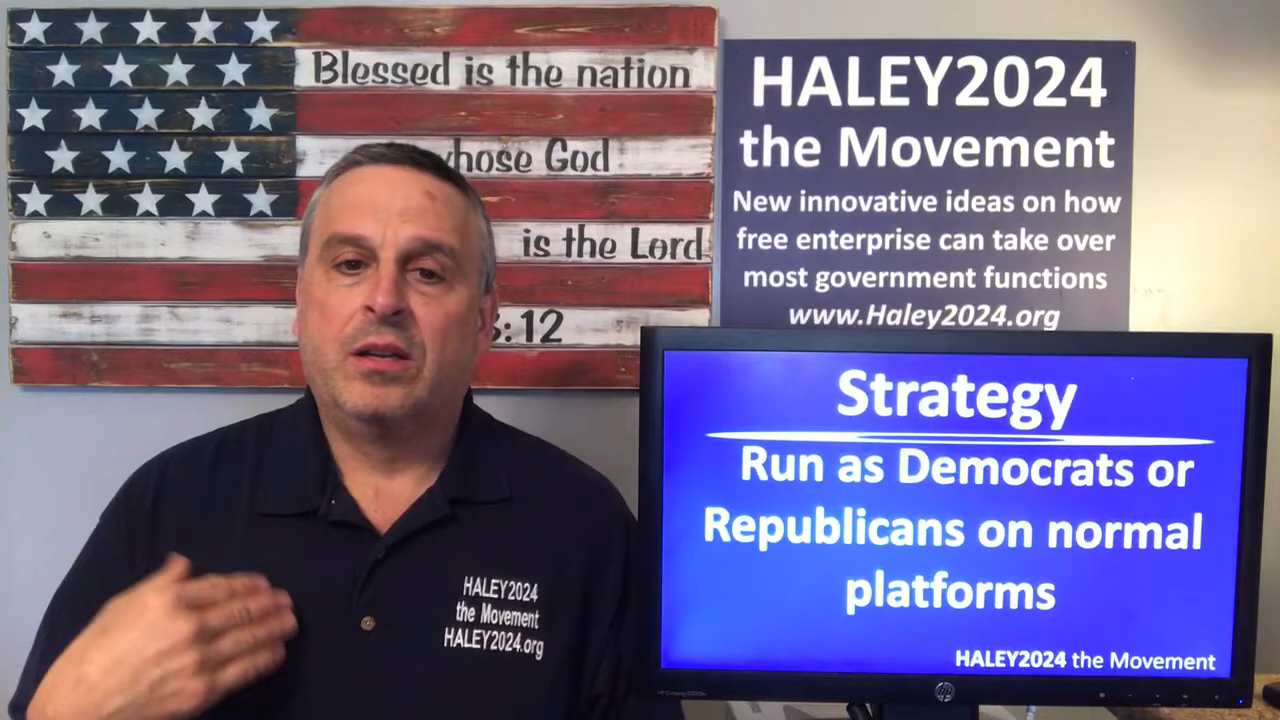 Blessed is the nation
whose God
is the Lord
:12
HALEY2024
the Movement
New innovative ideas on how
free enterprise can take over
most government functions
www.Haley2024.org
Strategy
Run as Democrats or
Republicans on normal
platforms
HALEY2024 the Movement
HALEY2024
the Movement
HALEY2024.org
hp